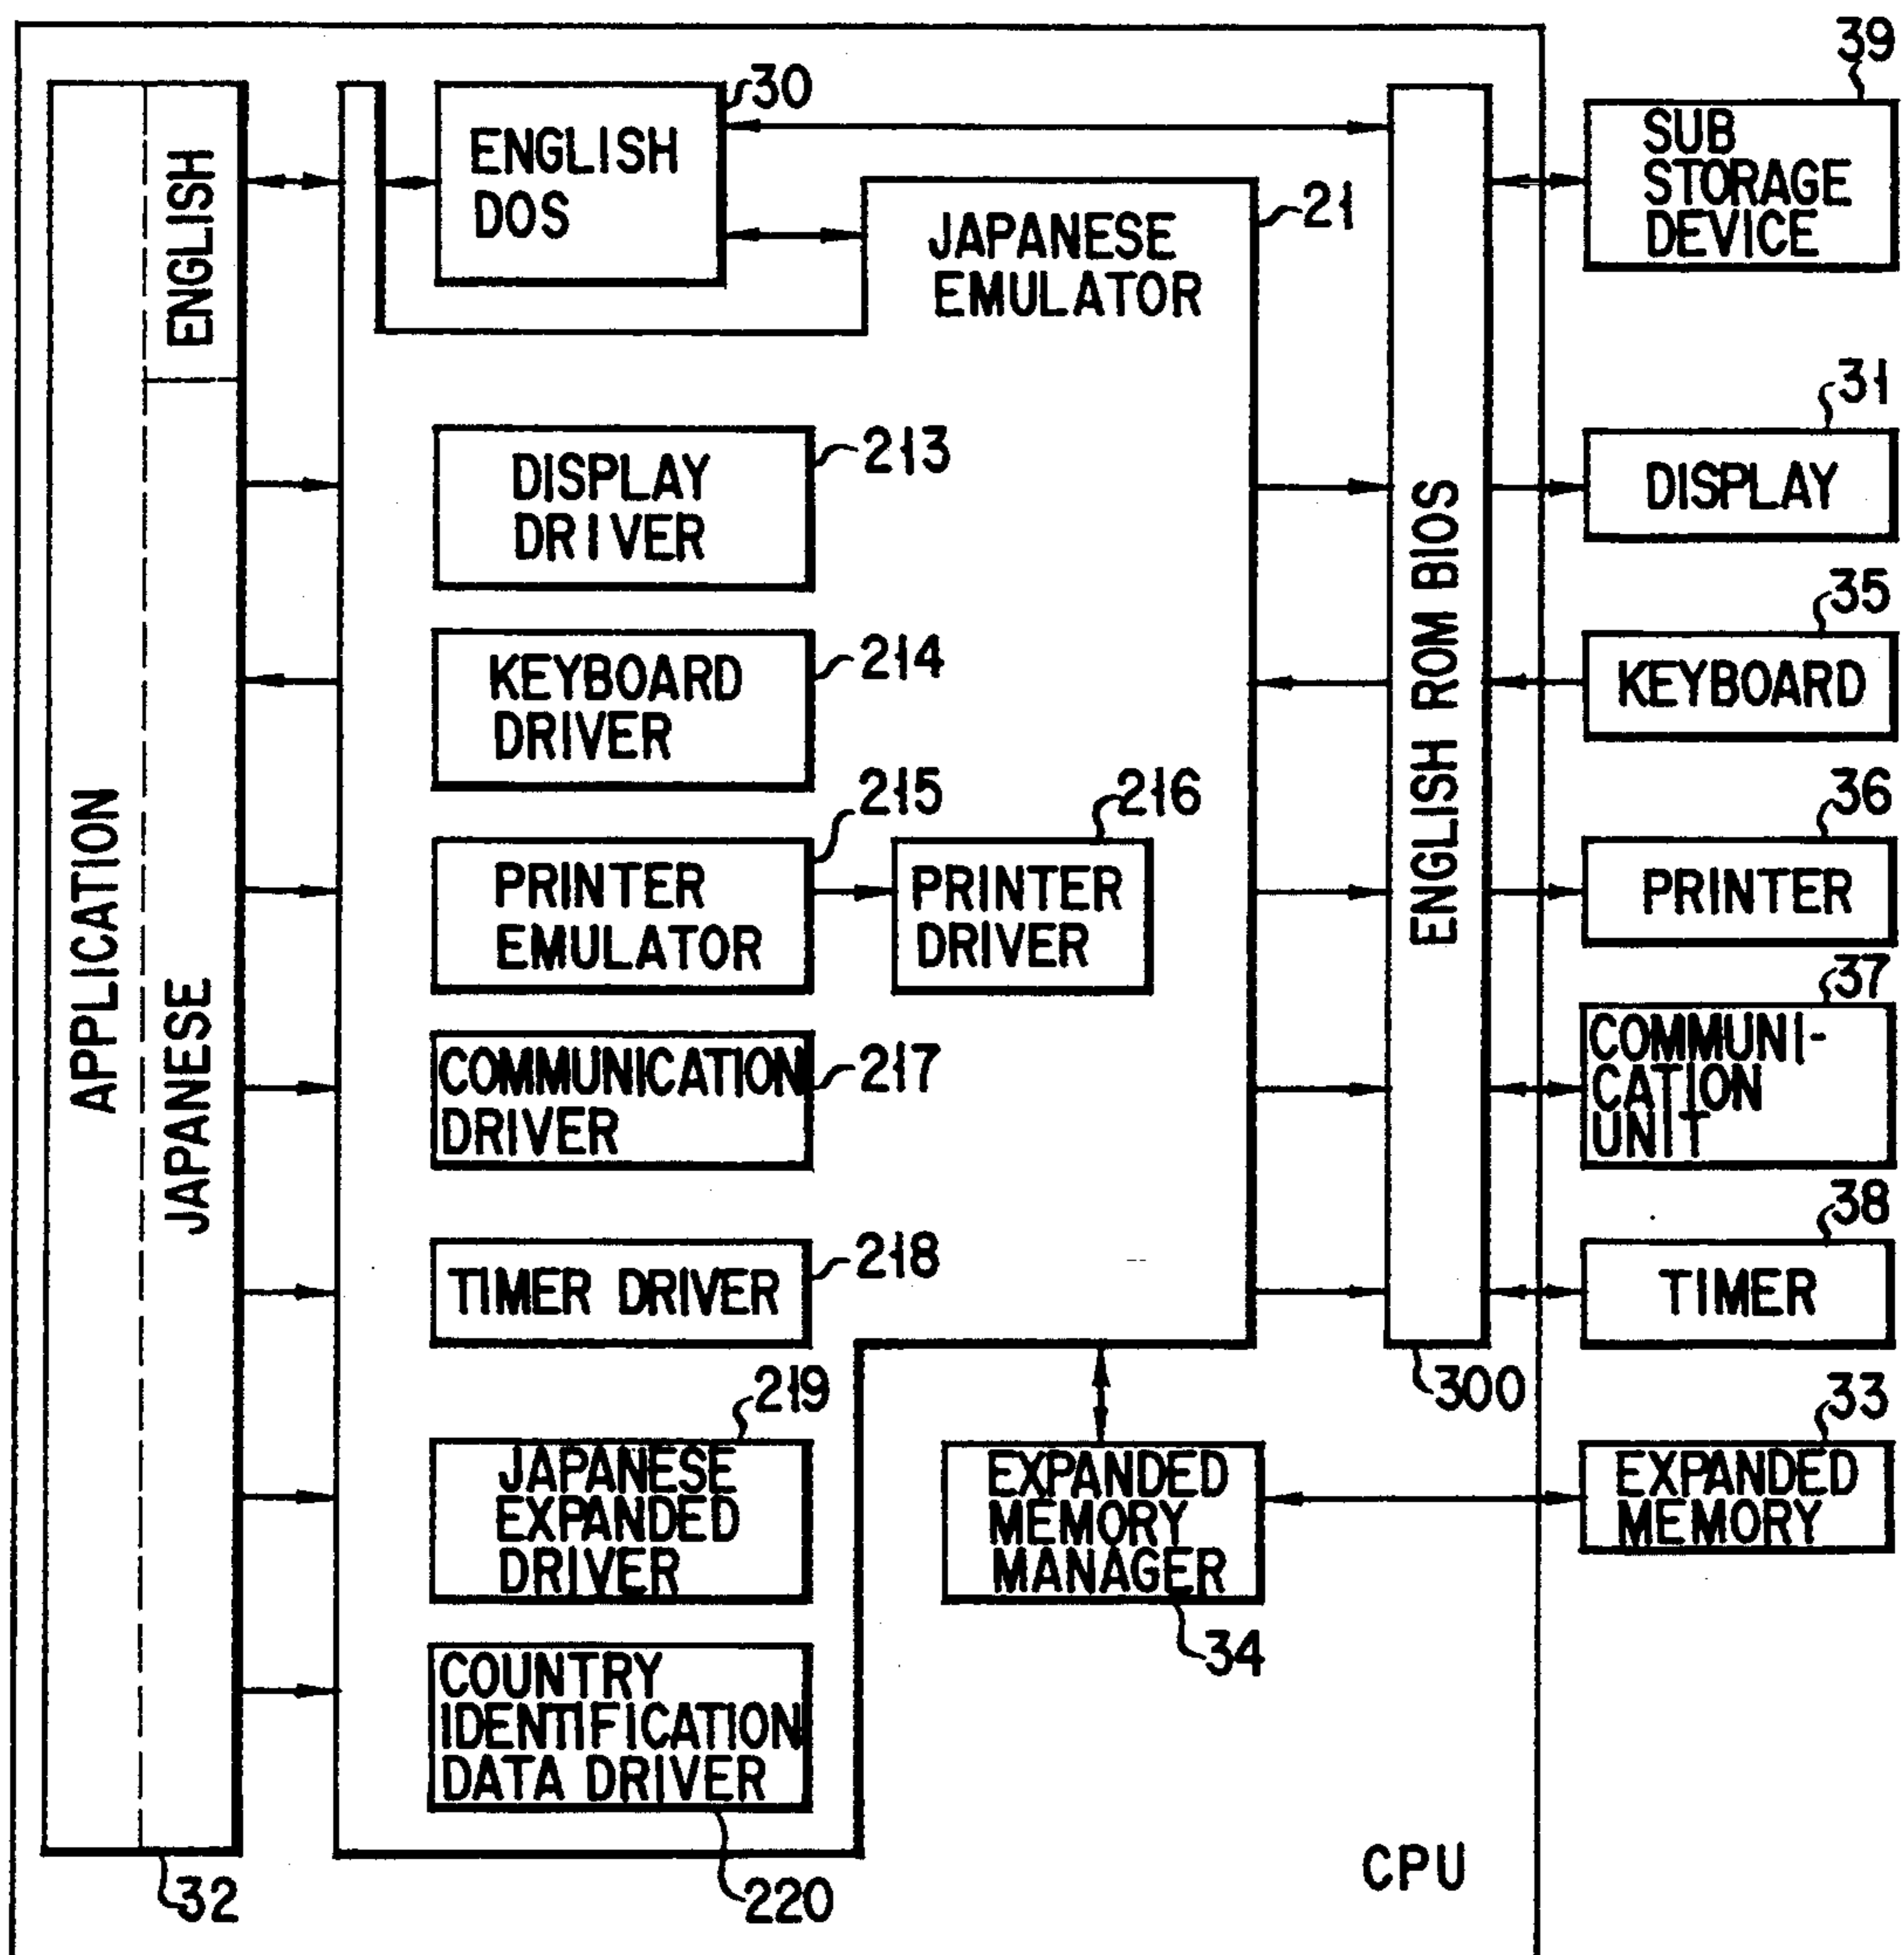 39
30
SUB
STORAGE
DEVICE
ENGLISH
DOS
ENGLISH
21
JAPANESE
EMULATOR
31
213
DISPLAY
DRIVER
DISPLAY
35
214
KEYBOARD
DRIVER
KEYBOARD
ENGLISH ROM BIOS
36
215
216
PRINTER
EMULATOR
PRINTER
DRIVER
PRINTER
APPLICATION
JAPANESE
37
COMMUNICATION
DRIVER
217
COMMUNI-
CATION
UNIT
38
TIMER DRIVER
218
TIMER
300
33
219
JAPANESE
EXPANDED
DRIVER
EXPANDED
MEMORY
MANAGER
EXPANDED
MEMORY
34
COUNTRY
IDENTIFICATION
DATA DRIVER
CPU
32
220